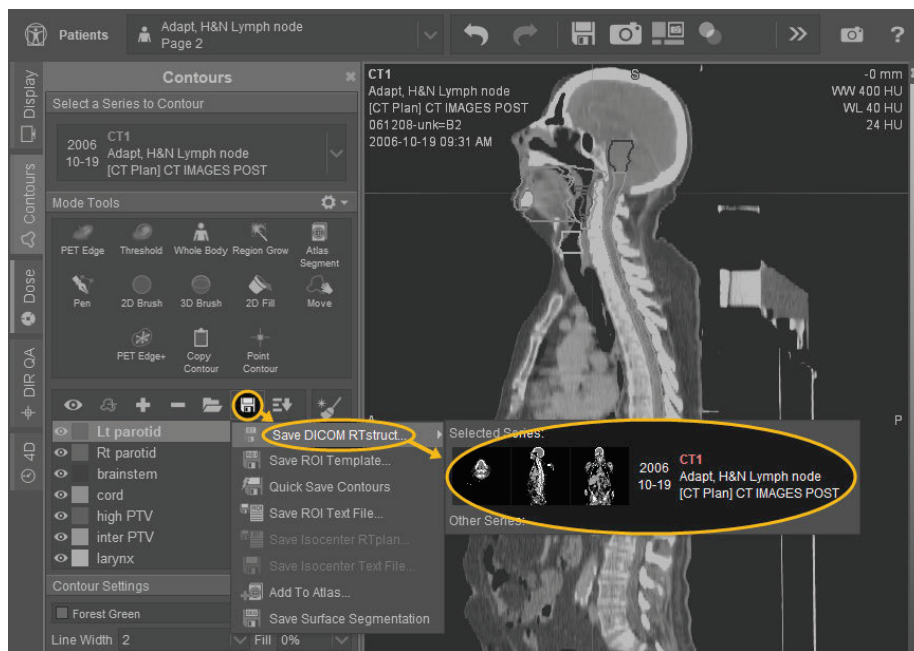 Patients
Adapt, H&N Lymph node
Page 2
?
Display
Contours
Dose
DIR QA
4D
Contours
Select a Series to Contour
2006
10-19
CT1
Adapt, H&N Lymph node
[CT Plan] CT IMAGES POST
Mode Tools
PET Edge
Threshold
Whole Body
Region Grow
Atlas
Segment
Pen
2D Brush
3D Brush
2D Fill
Move
PET Edge+
Copy
Contour
Point
Contour
Lt parotid
Rt parotid
brainstem
cord
high PTV
inter PTV
larynx
Contour Settings
Forest Green
Line Width 2
Fill 0%
Save DICOM RTstruct...
Save ROI Template...
Quick Save Contours
Save ROI Text File...
Save Isocenter RTplan...
Save Isocenter Text File...
Add To Atlas...
Save Surface Segmentation
Selected Series:
2006
10-19
CT1
Adapt, H&N Lymph node
[CT Plan] CT IMAGES POST
Other Series:
CT1
Adapt, H&N Lymph node
[CT Plan] CT IMAGES POST
061208-unk=B2
2006-10-19 09:31 AM
S
-0 mm
WW 400 HU
WL 40 HU
24 HU
A
P